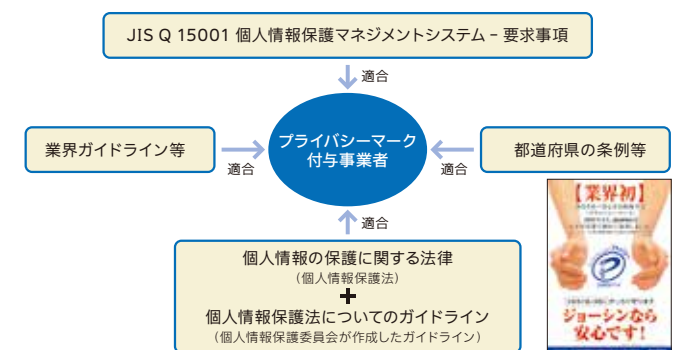 JIS Q 15001 個人情報保護マネジメントシステム − 要求事項
適合
業界ガイドライン等
適合
プライバシーマーク
付与事業者
適合
都道府県の条例等
適合
個人情報の保護に関する法律
（個人情報保護法）
+
個人情報保護法についてのガイドライン
（個人情報保護委員会が作成したガイドライン）
【業界初】
ジョーシンなら
安心です!